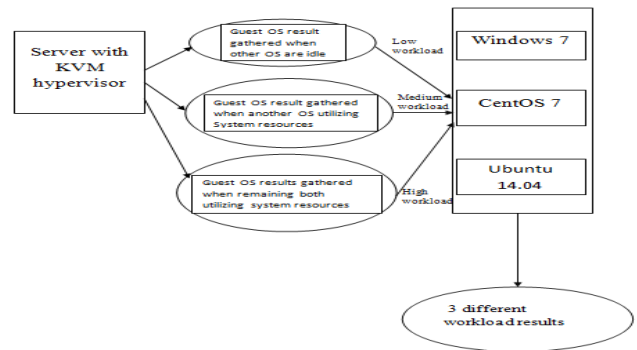 Server with
KVM
hypervisor
Guest OS result
gathered when
other OS are idle
Low
workload
Guest OS result gathered
when another OS utilizing
System resources
Medium
workload
Guest OS results gathered
when remaining both
utilizing system resources
High
workload
Windows 7
CentOS 7
Ubuntu
14.04
3 different
workload results